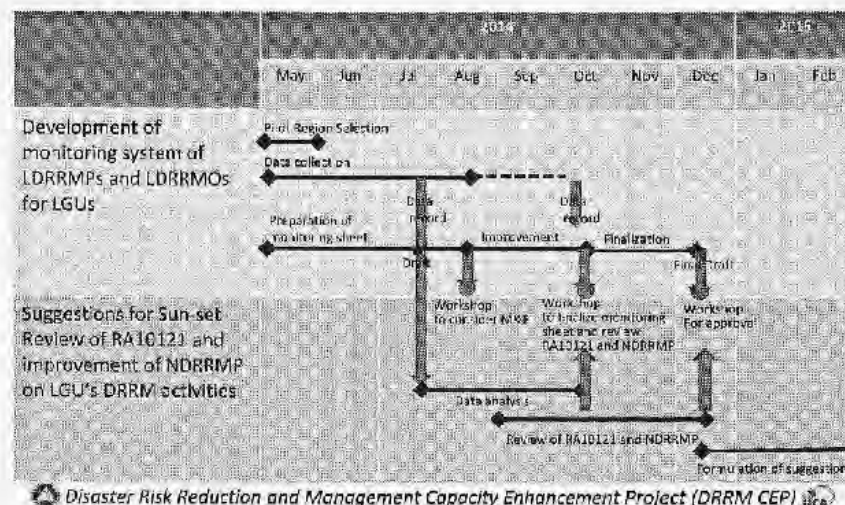 2014
2015
May Jun Jul Aug Sep Oct Nov Dec Jan Feb
Development of
monitoring system of
LDRRMPs and LDRRMOs
for LGUs
Pilot Region Selection
Data collection
Data
record
Data
record
Preparation of
monitoring sheet
Improvement
Finalization
Draft
Final draft
Suggestions for Sun-set
Review of RA10121 and
improvement of NDRRMP
on LGU's DRRM activities
Workshop
to consider M&E
Workshop
to finalize monitoring
sheet and review
RA10121 and NDRRMP
Workshop
For approval
Data analysis
Review of RA10121 and NDRRMP
Formulation of suggestion
Disaster Risk Reduction and Management Capacity Enhancement Project (DRRM CEP)